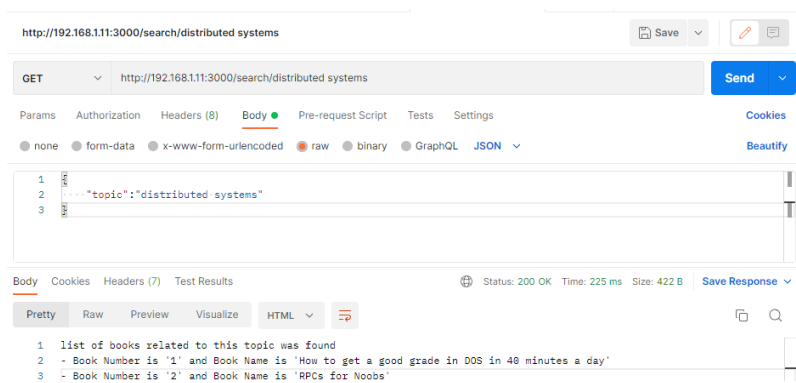 http://192.168.1.11:3000/search/distributed systems
Save
GET http://192.168.1.11:3000/search/distributed systems Send
Params Authorization Headers (8) Body Pre-request Script Tests Settings Cookies
none form-data x-www-form-urlencoded raw binary GraphQL JSON Beautify
1 {
2 ····"topic":"distributed·systems"
3 }
Body Cookies Headers (7) Test Results Status: 200 OK Time: 225 ms Size: 422 B Save Response
Pretty Raw Preview Visualize HTML
1 list of books related to this topic was found
2 - Book Number is '1' and Book Name is 'How to get a good grade in DOS in 40 minutes a day'
3 - Book Number is '2' and Book Name is 'RPCs for Noobs'